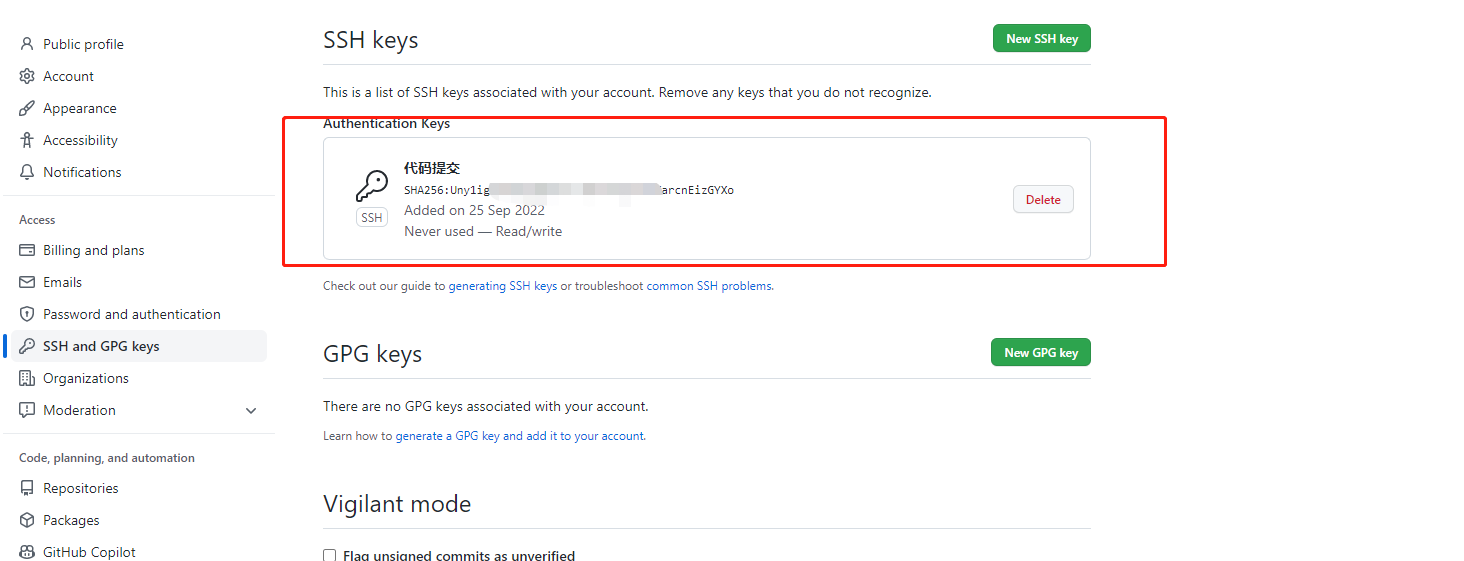 Public profile
Account
Appearance
Accessibility
Notifications
Access
Billing and plans
Emails
Password and authentication
SSH and GPG keys
Organizations
Moderation
Code, planning, and automation
Repositories
Packages
GitHub Copilot
SSH keys
New SSH key
This is a list of SSH keys associated with your account. Remove any keys that you do not recognize.
Authentication Keys
代码提交
SHA256:Uny1ig arcnEizGYXo
SSH
Added on 25 Sep 2022
Never used — Read/write
Delete
Check out our guide to generating SSH keys or troubleshoot common SSH problems.
GPG keys
New GPG key
There are no GPG keys associated with your account.
Learn how to generate a GPG key and add it to your account.
Vigilant mode
Flag unsigned commits as unverified